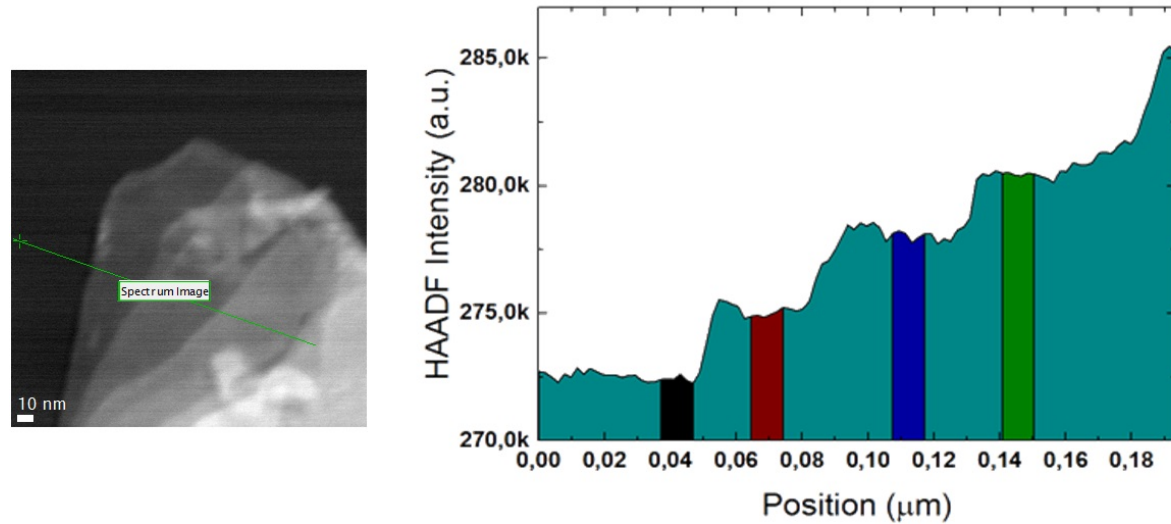 Spectrum Image
10 nm
HAADF Intensity (a.u.)
285,0k
280,0k
275,0k
270,0k
0,00 0,02 0,04 0,06 0,08 0,10 0,12 0,14 0,16 0,18
Position (μm)